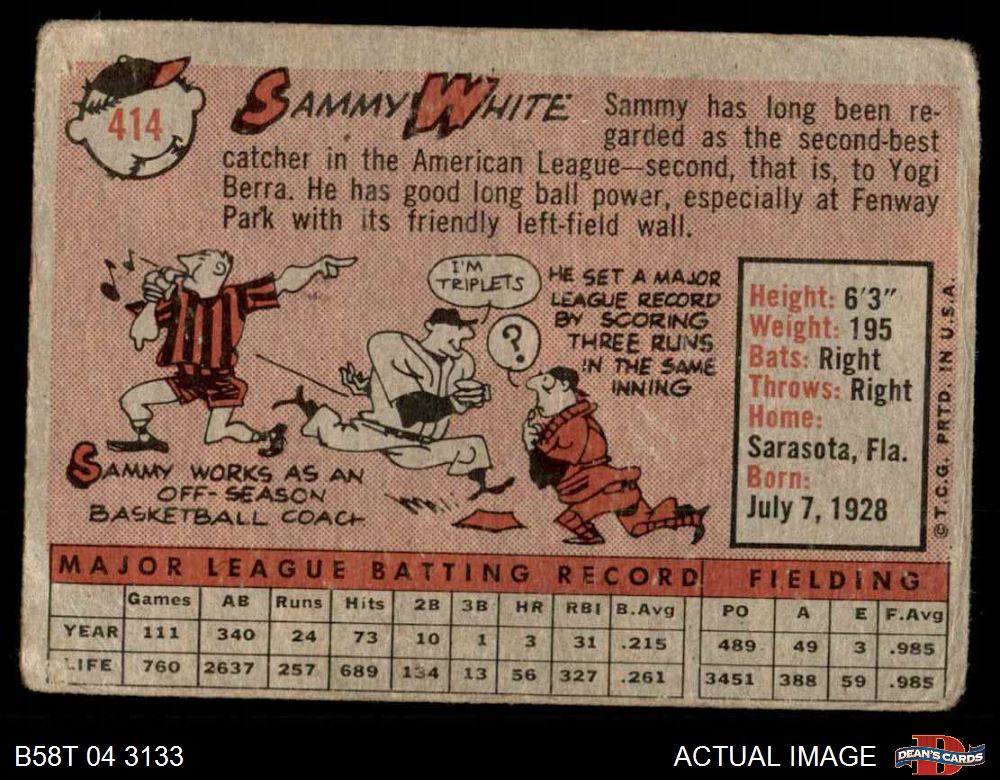 414
SAMMY WHITE
Sammy has long been re-
garded as the second-best
catcher in the American League—second, that is, to Yogi
Berra. He has good long ball power, especially at Fenway
Park with its friendly left-field wall.
I'M
TRIPLETS
?
HE SET A MAJOR
LEAGUE RECORD
BY SCORING
THREE RUNS
IN THE SAME
INNING
SAMMY WORKS AS AN
OFF-SEASON
BASKETBALL COACH
Height: 6'3"
Weight: 195
Bats: Right
Throws: Right
Home:
Sarasota, Fla.
Born:
July 7, 1928
© T.C.G. PRTD. IN U.S.A.
MAJOR LEAGUE BATTING RECORD FIELDING
Games AB Runs Hits 2B 3B HR RBI B.Avg PO A E F.Avg
YEAR 111 340 24 73 10 1 3 31 .215 489 49 3 .985
LIFE 760 2637 257 689 134 13 56 327 .261 3451 388 59 .985
B58T 04 3133 ACTUAL IMAGE DEAN'S CARDS